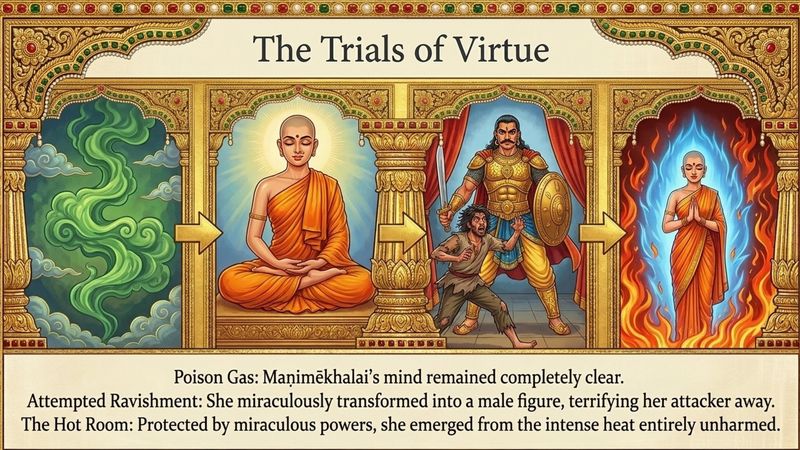 The Trials of Virtue
Poison Gas: Maṇimēkhalai’s mind remained completely clear.
Attempted Ravishment: She miraculously transformed into a male figure, terrifying her attacker away.
The Hot Room: Protected by miraculous powers, she emerged from the intense heat entirely unharmed.